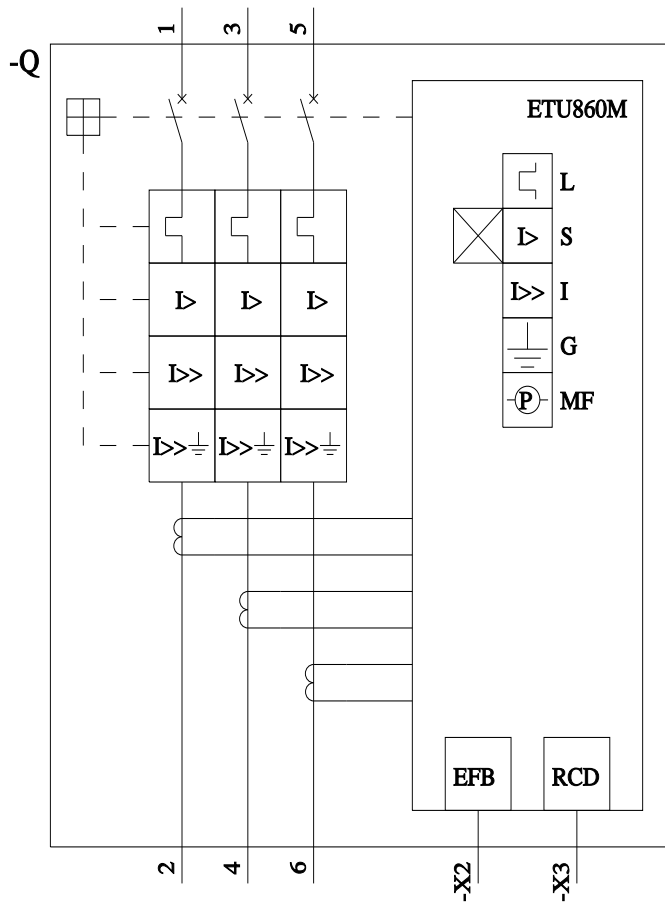 1 3 5
-Q
ETU860M
L
I> S
I> I> I>
I>> I
I>> I>> I>>
G
P MF
I>> I>> I>>
EFB RCD
2 4 6 -X2 -X3